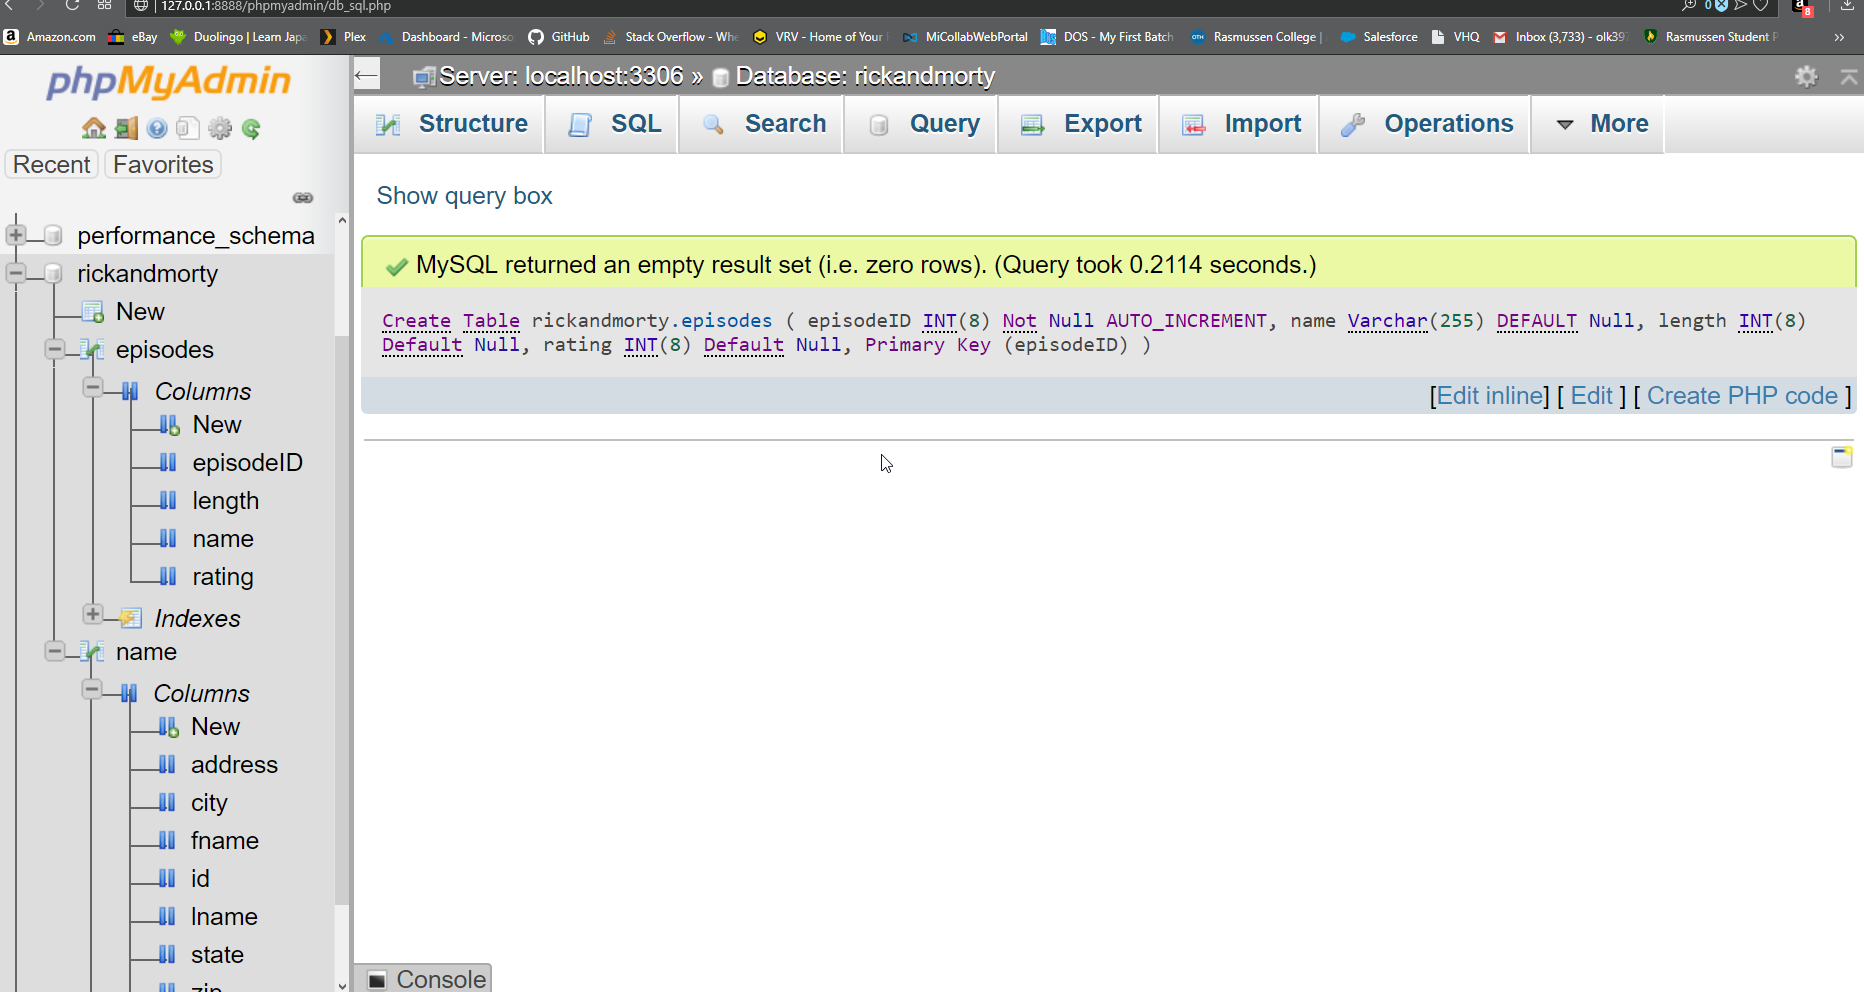 127.0.0.1:8888/phpmyadmin/db_sql.php
0
a
8
Amazon.com eBay Duolingo | Learn Japa Plex Dashboard - Microso GitHub Stack Overflow - Whe VRV - Home of Your MiCollabWebPortal DOS - My First Batch Rasmussen College | Salesforce VHQ Inbox (3,733) - olk397 Rasmussen Student P »
phpMyAdmin
Recent Favorites
performance_schema
rickandmorty
New
episodes
Columns
New
episodeID
length
name
rating
Indexes
name
Columns
New
address
city
fname
id
lname
state
zip
Server: localhost:3306 » Database: rickandmorty
Structure SQL Search Query Export Import Operations More
Show query box
MySQL returned an empty result set (i.e. zero rows). (Query took 0.2114 seconds.)
Create Table rickandmorty.episodes ( episodeID INT(8) Not Null AUTO_INCREMENT, name Varchar(255) DEFAULT Null, length INT(8)
Default Null, rating INT(8) Default Null, Primary Key (episodeID) )
[Edit inline] [ Edit ] [ Create PHP code ]
Console